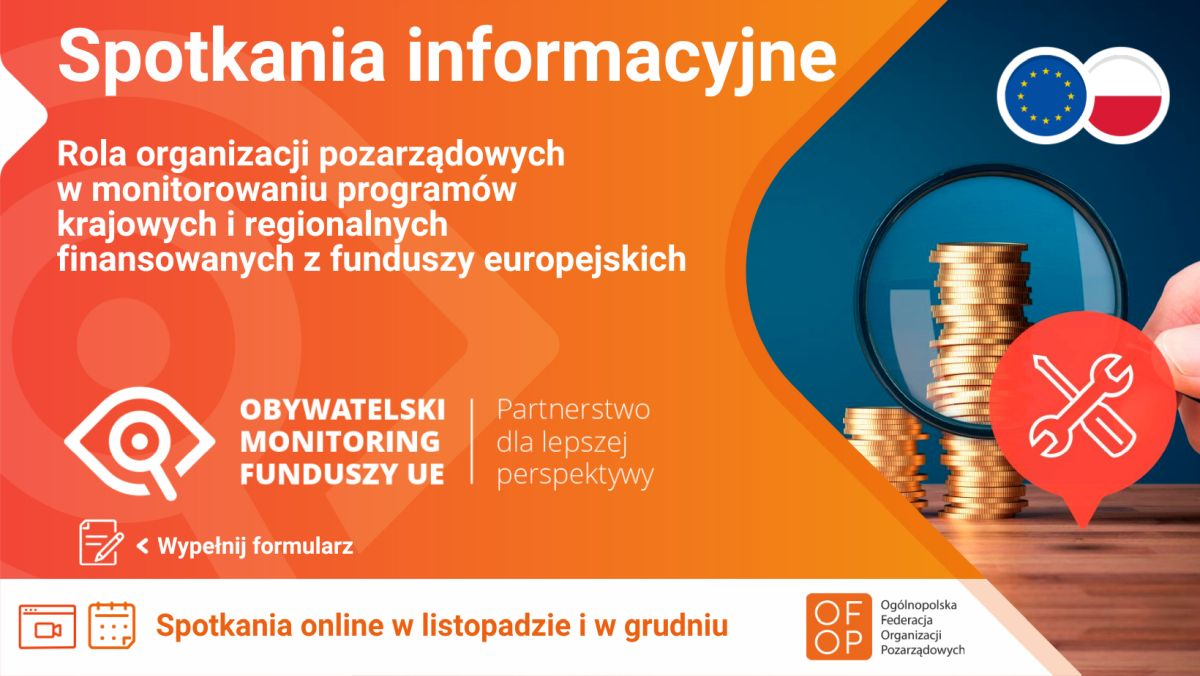 Spotkania informacyjne
Rola organizacji pozarządowych
w monitorowaniu programów
krajowych i regionalnych
finansowanych z funduszy europejskich
OBYWATELSKI
MONITORING
FUNDUSZY UE
Partnerstwo
dla lepszej
perspektywy
< Wypełnij formularz
Spotkania online w listopadzie i w grudniu
OF
OP
Ogólnopolska
Federacja
Organizacji
Pozarządowych